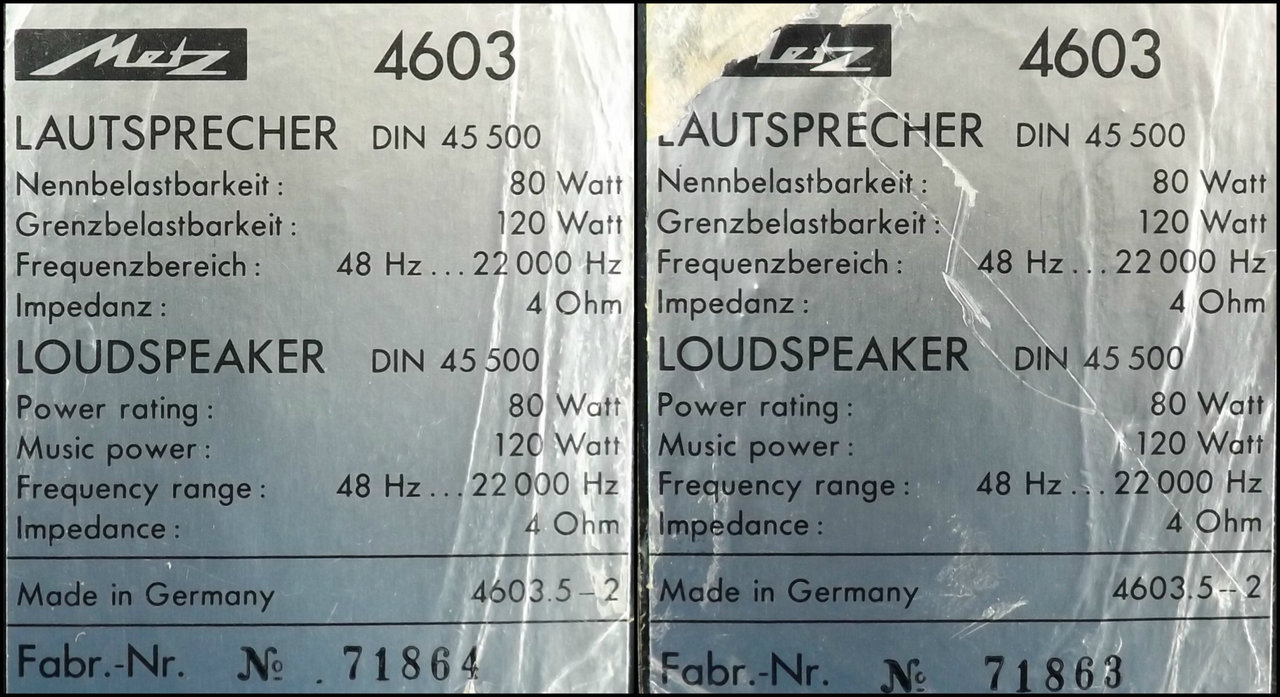 Metz 4603
LAUTSPRECHER DIN 45 500
Nennbelastbarkeit : 80 Watt
Grenzbelastbarkeit : 120 Watt
Frequenzbereich : 48 Hz ... 22 000 Hz
Impedanz : 4 Ohm
LOUDSPEAKER DIN 45 500
Power rating : 80 Watt
Music power : 120 Watt
Frequency range : 48 Hz ... 22 000 Hz
Impedance : 4 Ohm
Made in Germany 4603.5 – 2
Fabr.-Nr. № 71864
etz 4603
LAUTSPRECHER DIN 45 500
Nennbelastbarkeit : 80 Watt
Grenzbelastbarkeit : 120 Watt
Frequenzbereich : 48 Hz ... 22 000 Hz
Impedanz : 4 Ohm
LOUDSPEAKER DIN 45 500
Power rating : 80 Watt
Music power : 120 Watt
Frequency range : 48 Hz ... 22 000 Hz
Impedance : 4 Ohm
Made in Germany 4603.5 – 2
Fabr.-Nr. № 71863